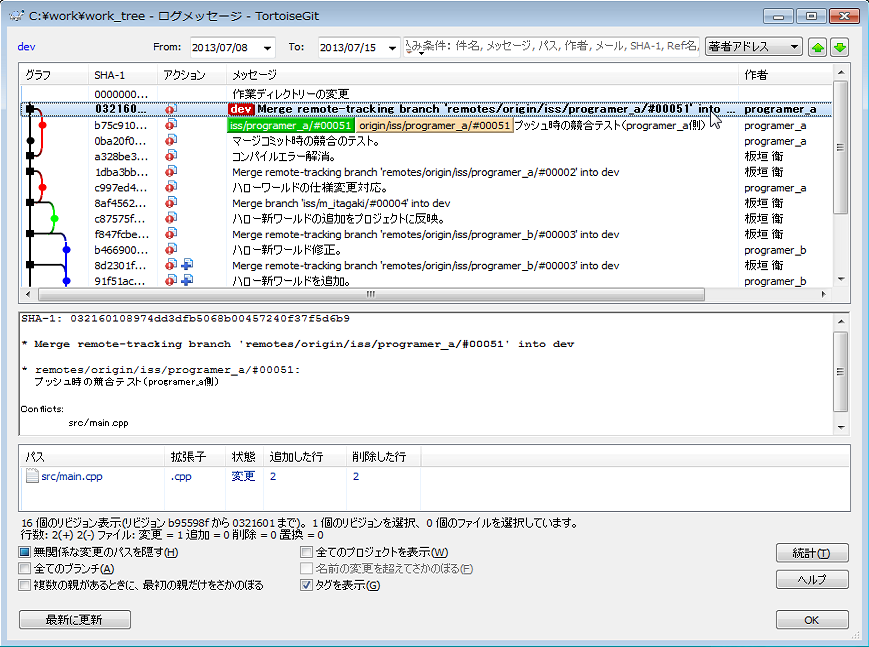 C:¥work¥work_tree - ログメッセージ - TortoiseGit
dev From: 2013/07/08 To: 2013/07/15 込み条件: 件名, メッセージ, パス, 作者, メール, SHA-1, Ref名, 著者アドレス
グラフ SHA-1 アクション メッセージ 作者
0000000... 作業ディレクトリーの変更
032160... dev Merge remote-tracking branch 'remotes/origin/iss/programer_a/#00051' into ... programer_a
b75c910... iss/programer_a/#00051 origin/iss/programer_a/#00051 プッシュ時の競合テスト(programer_a側) programer_a
0ba20f0... マージコミット時の競合のテスト。 programer_a
a328be3... コンパイルエラー解消。 板垣 衛
1dba3bb... Merge remote-tracking branch 'remotes/origin/iss/programer_a/#00002' into dev 板垣 衛
c997ed4... ハローワールドの仕様変更対応。 programer_a
8af4562... Merge branch 'iss/m_itagaki/#00004' into dev 板垣 衛
c87575f... ハロー新ワールドの追加をプロジェクトに反映。 板垣 衛
f847fcbe... Merge remote-tracking branch 'remotes/origin/iss/programer_b/#00003' into dev 板垣 衛
b466900... ハロー新ワールド修正。 programer_b
8d2301f... Merge remote-tracking branch 'remotes/origin/iss/programer_b/#00003' into dev 板垣 衛
91f51ac... ハロー新ワールドを追加。 programer_b
SHA-1: 032160108974dd3dfb5068b00457240f37f5d6b9
* Merge remote-tracking branch 'remotes/origin/iss/programer_a/#00051' into dev
* remotes/origin/iss/programer_a/#00051:
プッシュ時の競合テスト(programer_a側)
Conflicts:
src/main.cpp
パス 拡張子 状態 追加した行 削除した行
src/main.cpp .cpp 変更 2 2
16 個のリビジョン表示(リビジョン b95598f から 0321601 まで)。1 個のリビジョンを選択、0 個のファイルを選択しています。
行数: 2(+) 2(-) ファイル: 変更 = 1 追加 = 0 削除 = 0 置換 = 0
無関係な変更のパスを隠す(H) 全てのプロジェクトを表示(W) 統計(T)
全てのブランチ(A) 名前の変更を超えてさかのぼる(F)
ヘルプ
複数の親があるときに、最初の親だけをさかのぼる タグを表示(G)
最新に更新 OK